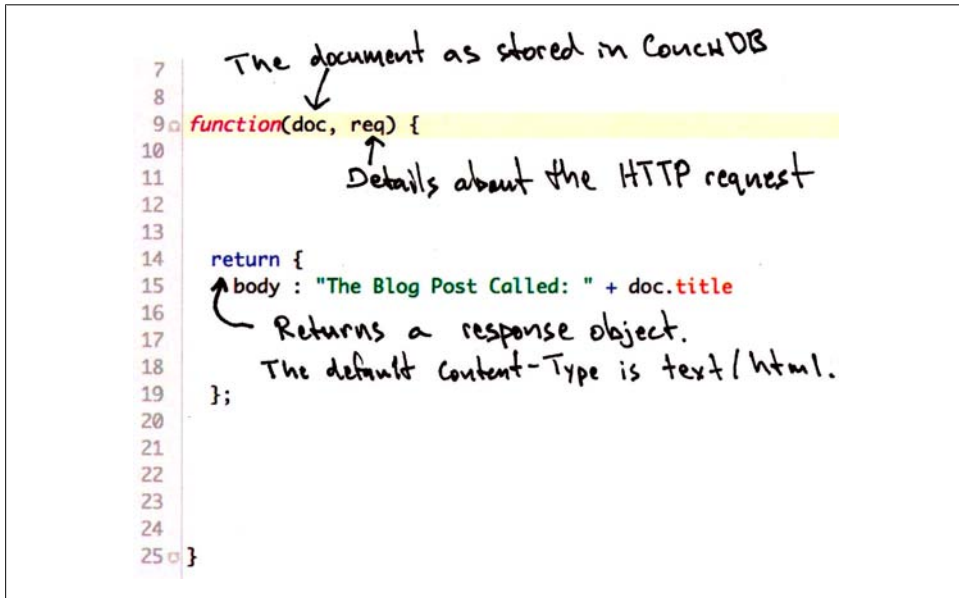 The document as stored in CouchDB
7
8
9 function(doc, req) {
10
Details about the HTTP request
11
12
13
14 return {
15 body : "The Blog Post Called: " + doc.title
16
Returns a response object.
17
The default Content-Type is text/html.
18
19 };
20
21
22
23
24
25 }